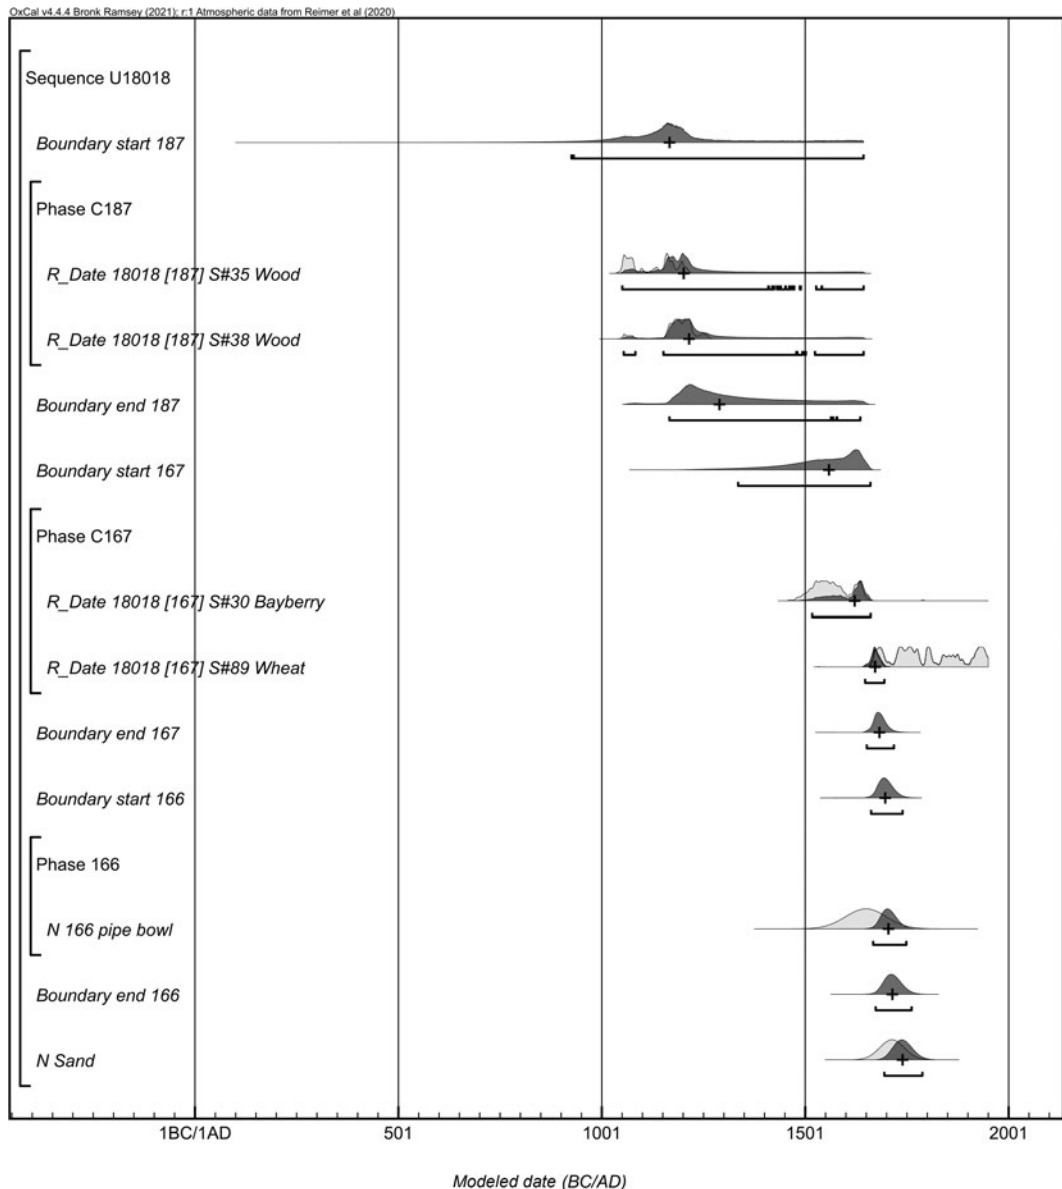 OxCal v4.4.4 Bronk Ramsey (2021); r:1 Atmospheric data from Reimer et al (2020)
Sequence U18018
Boundary start 187
Phase C187
R_Date 18018 [187] S#35 Wood
R_Date 18018 [187] S#38 Wood
Boundary end 187
Boundary start 167
Phase C167
R_Date 18018 [167] S#30 Bayberry
R_Date 18018 [167] S#89 Wheat
Boundary end 167
Boundary start 166
Phase 166
N 166 pipe bowl
Boundary end 166
N Sand
1BC/1AD 501 1001 1501 2001
Modeled date (BC/AD)